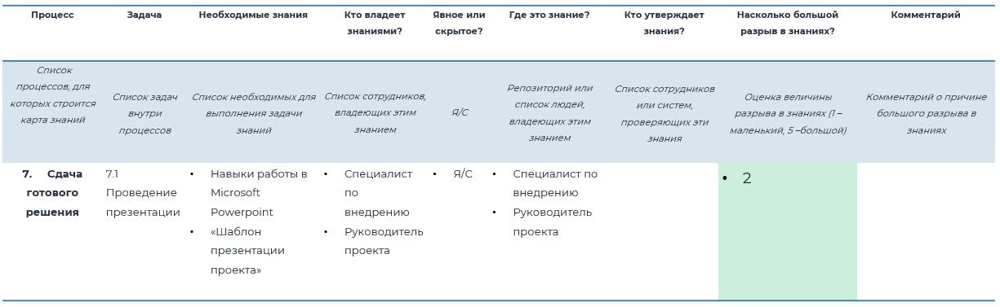 Процесс
Задача
Необходимые знания
Кто владеет
знаниями?
Явное или
скрытое?
Где это знание?
Кто утверждает
знания?
Насколько большой
разрыв в знаниях?
Комментарий
Список
процессов, для
которых строится
карта знаний
Список задач
внутри
процессов
Список необходимых для
выполнения задачи
знаний
Список сотрудников,
владеющих этим
знанием
Я/С
Репозиторий или
список людей,
владеющих этим
знанием
Список сотрудников
или систем,
проверяющих эти
знания
Оценка величины
разрыва в знаниях (1 –
маленький, 5 –большой)
Комментарий о причине
большого разрыва в
знаниях
7. Сдача
готового
решения
7.1
Проведение
презентации
• Навыки работы в
Microsoft
Powerpoint
• «Шаблон
презентации
проекта»
• Специалист
по
внедрению
• Руководитель
проекта
• Я/С
• Специалист по
внедрению
• Руководитель
проекта
• 2